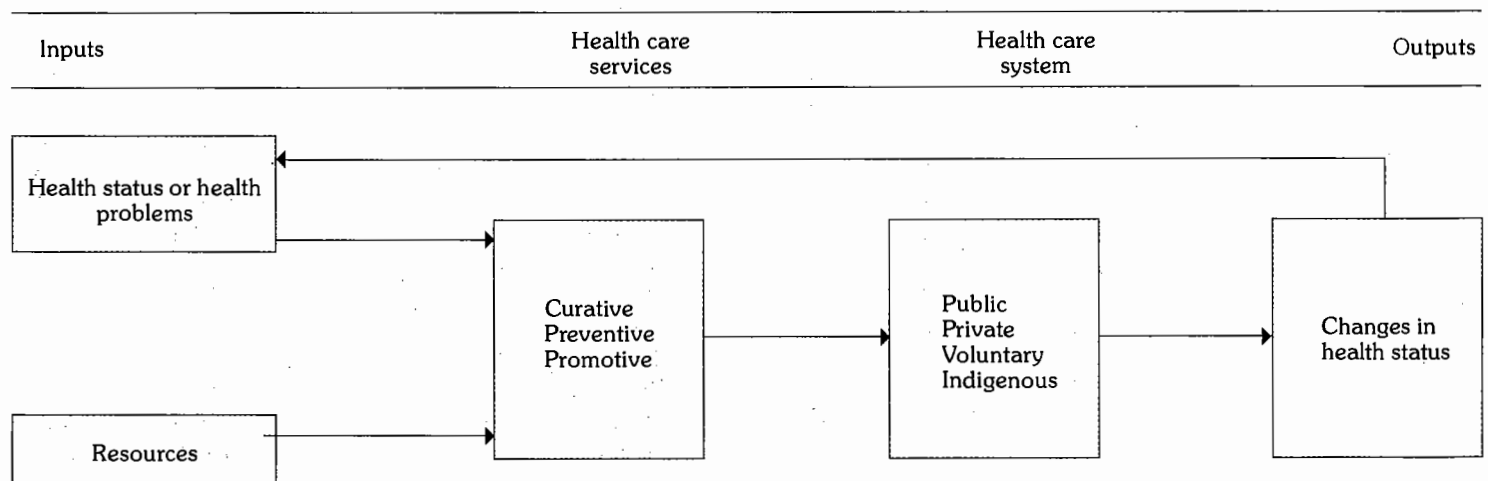 Inputs
Health care
services
Health care
system
Outputs
Health status or health
problems
Curative
Preventive
Promotive
Public
Private
Voluntary
Indigenous
Changes in
health status
Resources